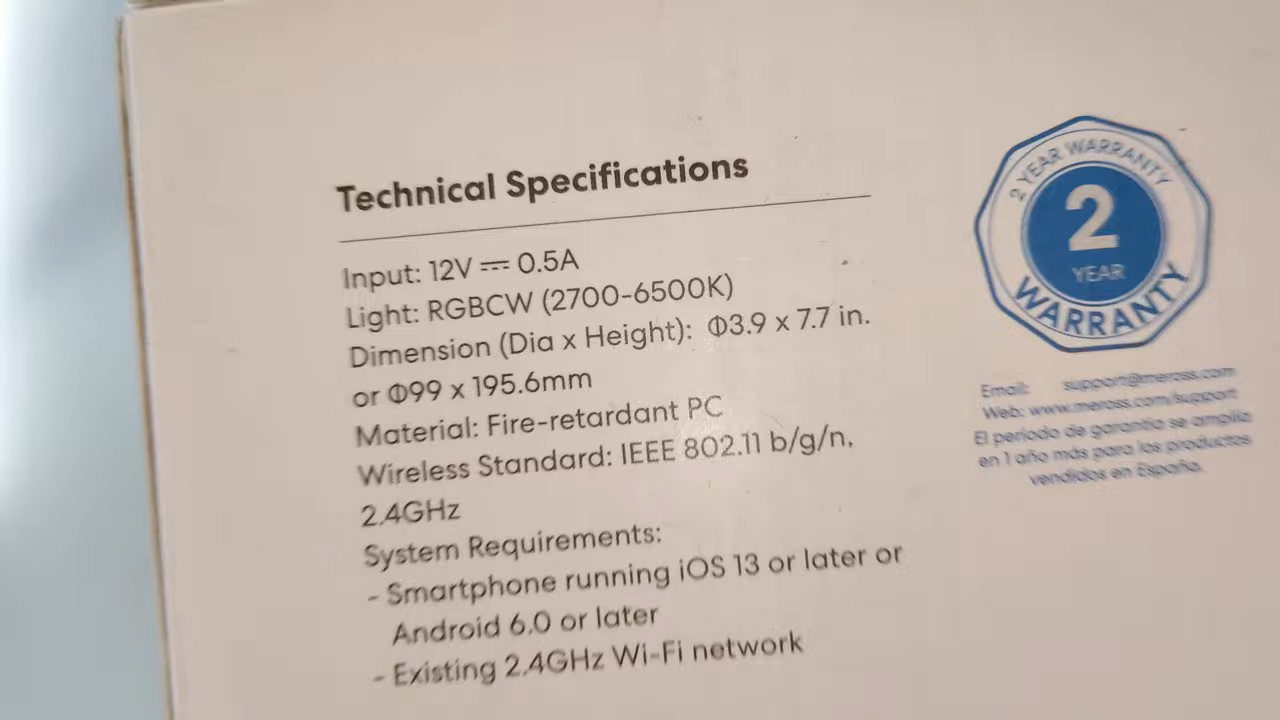 Technical Specifications
Input: 12V ⎓ 0.5A
Light: RGBCW (2700-6500K)
Dimension (Dia x Height): Φ3.9 x 7.7 in.
or Φ99 x 195.6mm
Material: Fire-retardant PC
Wireless Standard: IEEE 802.11 b/g/n,
2.4GHz
System Requirements:
- Smartphone running iOS 13 or later or
Android 6.0 or later
- Existing 2.4GHz Wi-Fi network
2 YEAR WARRANTY
2
YEAR
WARRANTY
Email: support@meross.com
Web: www.meross.com/support
El periodo de garantía se amplía
en 1 año más para los productos
vendidos en España.